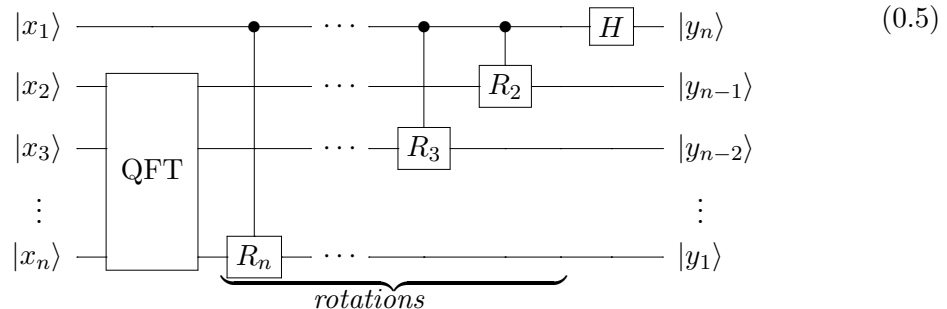 |x₁⟩ ··· H |yₙ⟩ (0.5)
|x₂⟩ ··· R₂ |yₙ₋₁⟩
|x₃⟩ QFT ··· R₃ |yₙ₋₂⟩
⋮ ⋮
|xₙ⟩ Rₙ ··· |y₁⟩
rotations